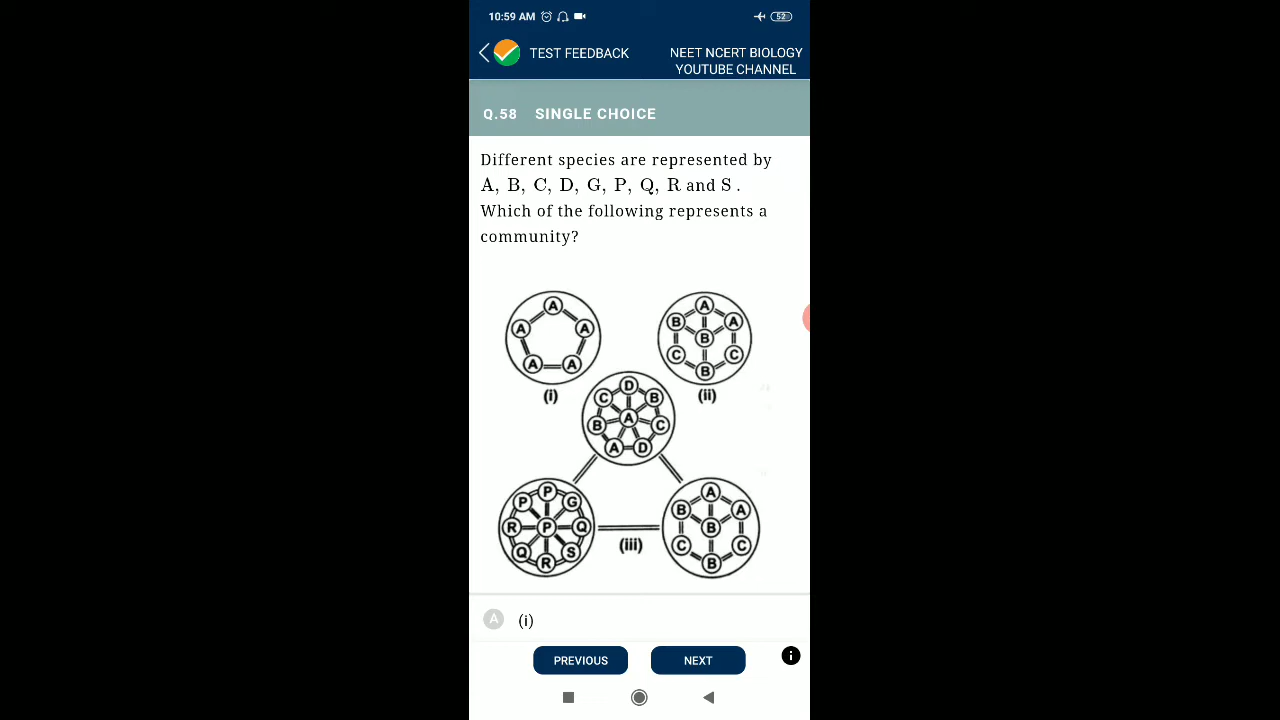 10:59 AM
52
TEST FEEDBACK
NEET NCERT BIOLOGY
YOUTUBE CHANNEL
Q.58 SINGLE CHOICE
Different species are represented by
A, B, C, D, G, P, Q, R and S .
Which of the following represents a
community?
A
A A
A A
(i)
A
B A
B
C C
B
(ii)
D
C B
A
B C
A D
P
P G
R P Q
Q S
R
A
B A
B
C C
B
(iii)
A (i)
PREVIOUS
NEXT
i